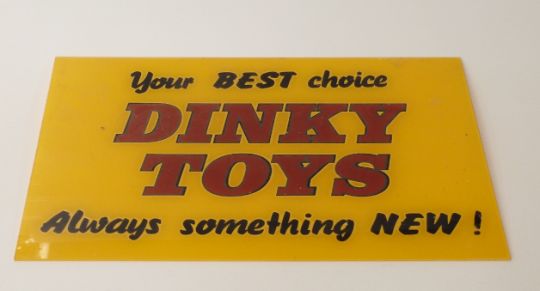 Your BEST choice
DINKY
TOYS
Always something NEW !